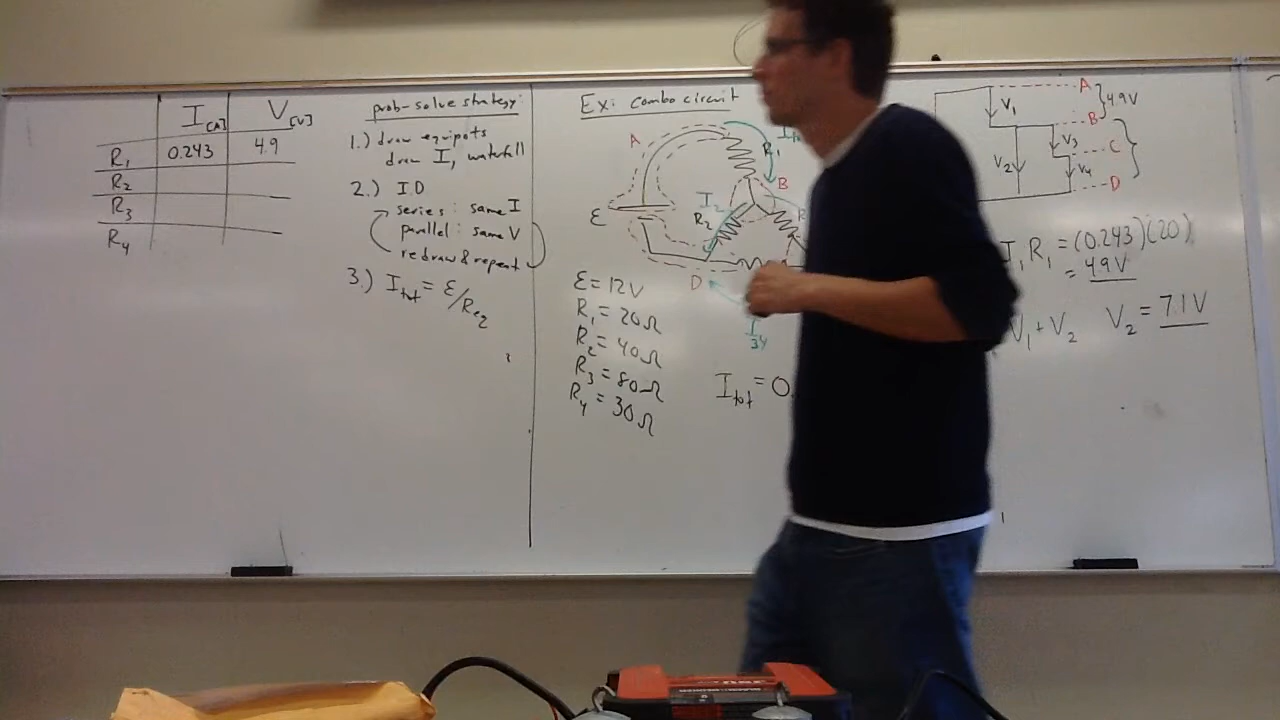 I[A] V[V]
R1 0.243 4.9
R2
R3
R4
prob-solve strategy:
1.) draw equipots
draw I, waterfall
2.) ID
series: same I
parallel: same V
redraw & repeat
3.) Itot = ε/Req
Ex: combo circuit
A
R1
B
I2
R2
ε
D
I34
ε = 12V
R1 = 20Ω
R2 = 40Ω
R3 = 80Ω
R4 = 30Ω
Itot = 0.
V1
A
4.9V
B
V2
V3
C
V4
D
I1R1 = (0.243)(20)
= 4.9V
V1 + V2
V2 = 7.1V